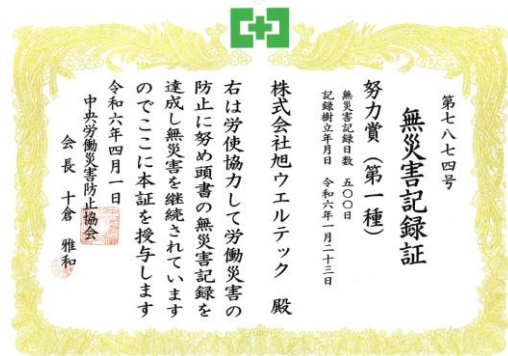 第七八七四号
無災害記録証
努力賞（第一種）
無災害記録日数　五〇〇日
記録樹立年月日　令和六年一月二十三日
株式会社旭ウエルテック　殿
右は労使協力して労働災害の
防止に努め頭書の無災害記録を
達成し無災害を継続されています
のでここに本証を授与します
令和六年四月一日
中央労働災害防止協会
会長　十倉　雅和